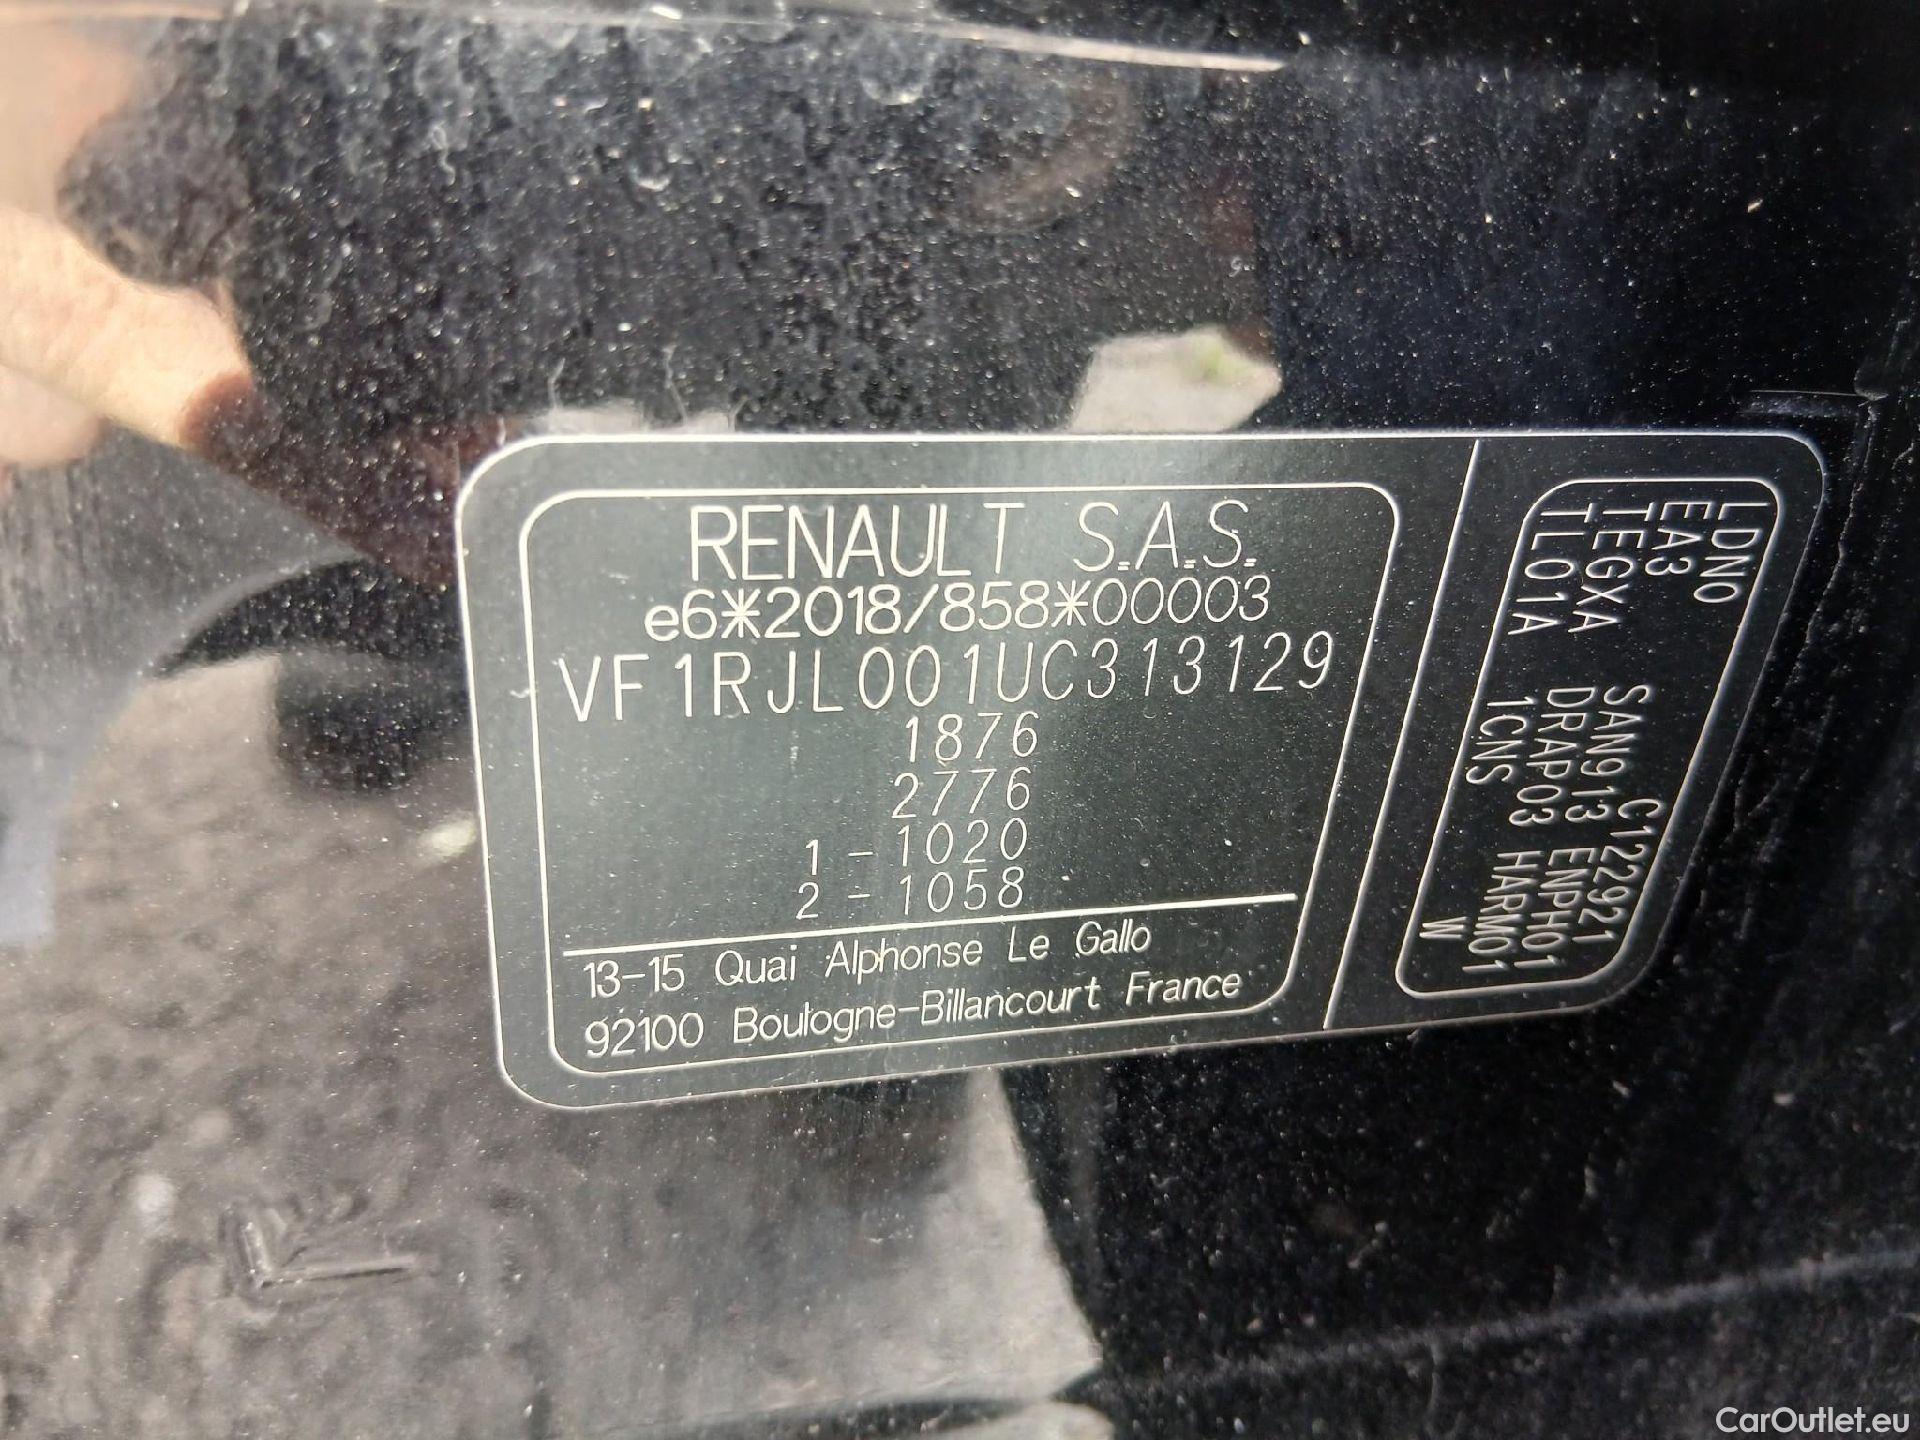 RENAULT S.A.S.
e6*2018/858*00003
VF1RJL001UC313129
1876
2776
1 - 1020
2 - 1058
13-15 Quai Alphonse Le Gallo
92100 Boulogne-Billancourt France
LDN0
EA3 C122921
TEGXA SAN913 ENPH01
TL01A DRAP03 HARM01
1CNS W
CarOutlet.eu